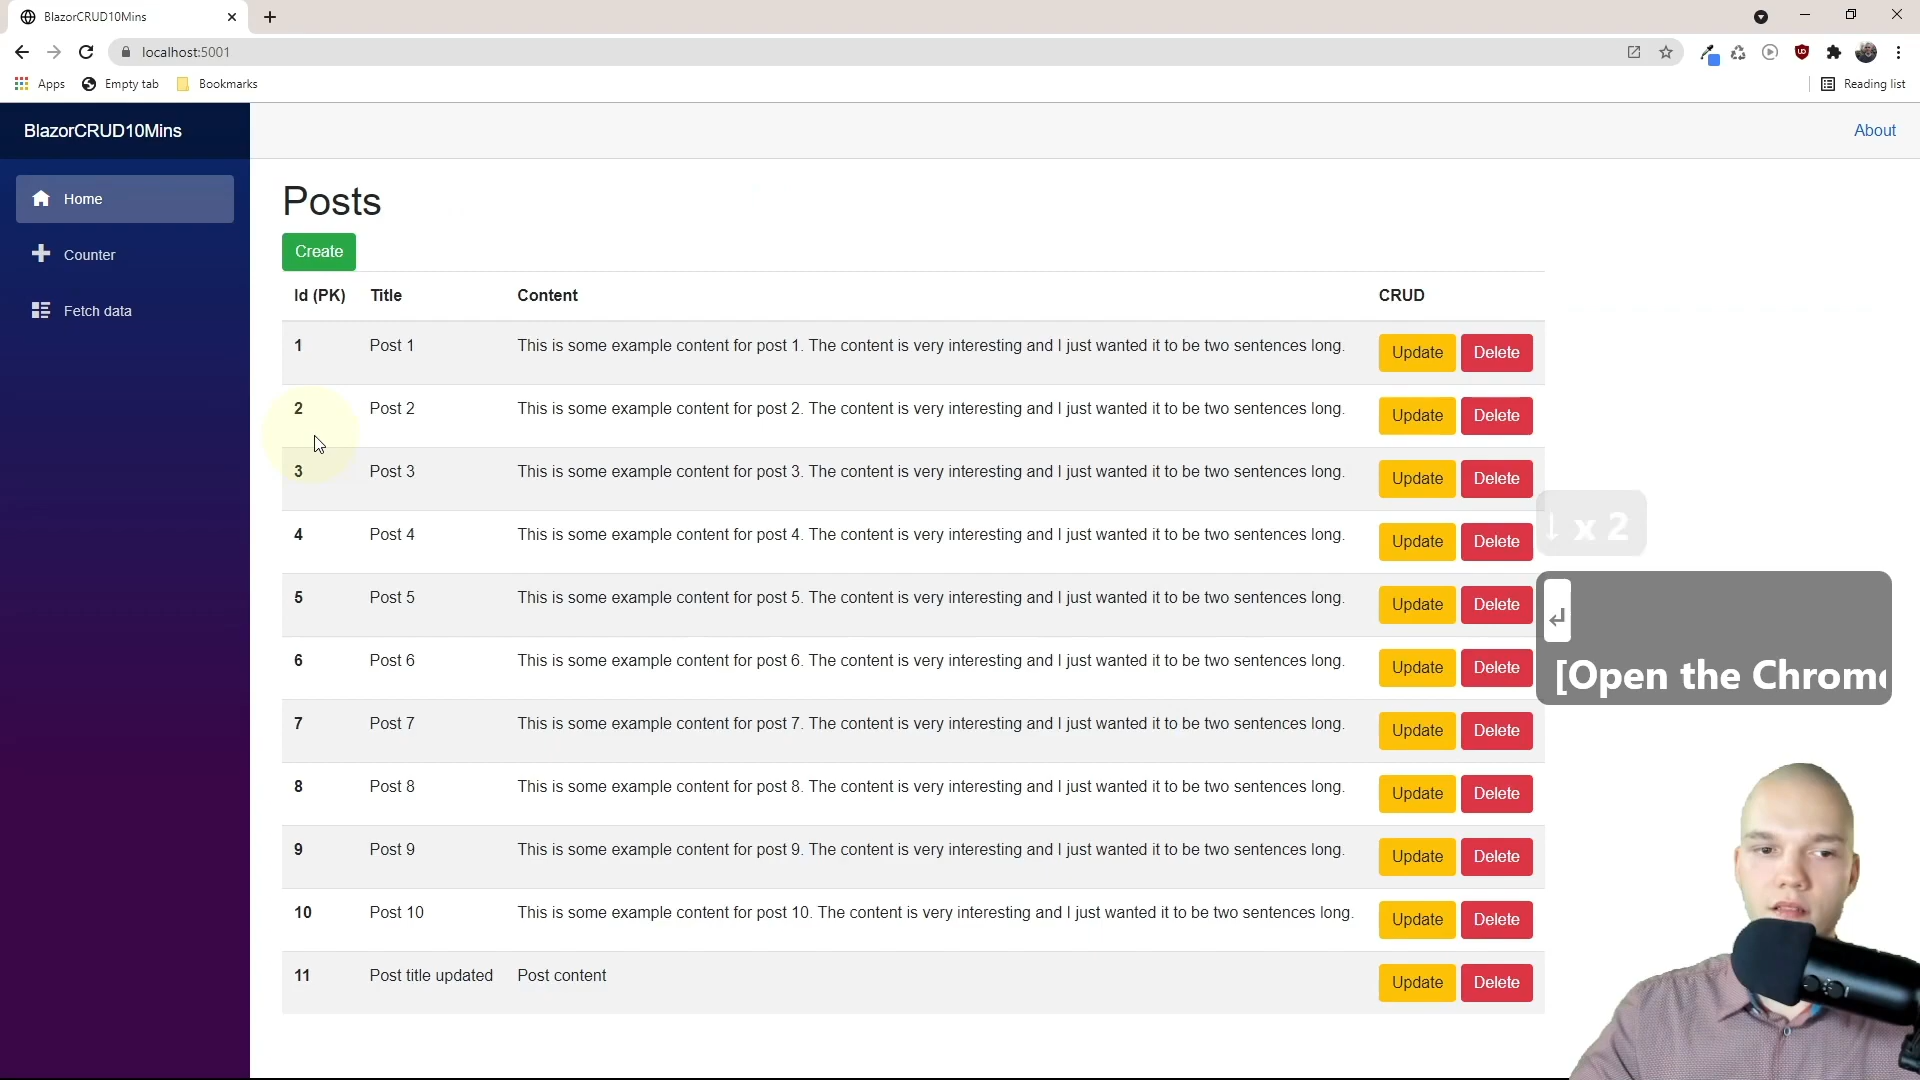 BlazorCRUD10Mins
localhost:5001
Apps
Empty tab
Bookmarks
Reading list
BlazorCRUD10Mins
About
Home
Counter
Fetch data
Posts
Create
Id (PK) Title Content CRUD
1 Post 1 This is some example content for post 1. The content is very interesting and I just wanted it to be two sentences long. Update Delete
2 Post 2 This is some example content for post 2. The content is very interesting and I just wanted it to be two sentences long. Update Delete
3 Post 3 This is some example content for post 3. The content is very interesting and I just wanted it to be two sentences long. Update Delete
4 Post 4 This is some example content for post 4. The content is very interesting and I just wanted it to be two sentences long. Update Delete
5 Post 5 This is some example content for post 5. The content is very interesting and I just wanted it to be two sentences long. Update Delete
6 Post 6 This is some example content for post 6. The content is very interesting and I just wanted it to be two sentences long. Update Delete
7 Post 7 This is some example content for post 7. The content is very interesting and I just wanted it to be two sentences long. Update Delete
8 Post 8 This is some example content for post 8. The content is very interesting and I just wanted it to be two sentences long. Update Delete
9 Post 9 This is some example content for post 9. The content is very interesting and I just wanted it to be two sentences long. Update Delete
10 Post 10 This is some example content for post 10. The content is very interesting and I just wanted it to be two sentences long. Update Delete
11 Post title updated Post content Update Delete
↓ x 2
↵
[Open the Chrome